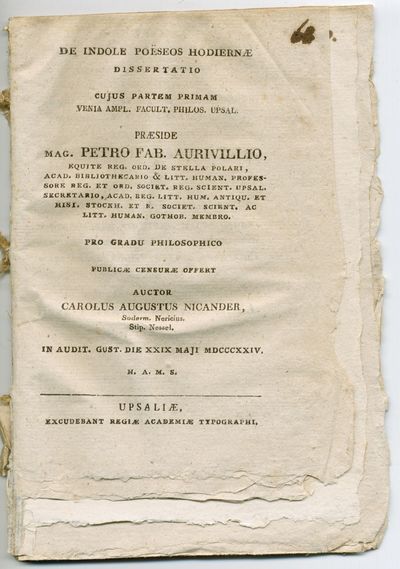 DE INDOLE POËSEOS HODIERNÆ
DISSERTATIO
CUJUS PARTEM PRIMAM
VENIA AMPL. FACULT. PHILOS. UPSAL.
PRÆSIDE
MAG. PETRO FAB. AURIVILLIO,
EQUITE REG. ORD. DE STELLA POLARI,
ACAD. BIBLIOTHECARIO & LITT. HUMAN. PROFES-
SORE REG. ET ORD. SOCIET. REG. SCIENT. UPSAL.
SECRETARIO, ACAD. REG. LITT. HUM. ANTIQU. ET
HIST. STOCKH. ET R. SOCIET. SCIENT. AC
LITT. HUMAN. GOTHOB. MEMBRO.
PRO GRADU PHILOSOPHICO
PUBLICÆ CENSURÆ OFFERT
AUCTOR
CAROLUS AUGUSTUS NICANDER,
Suderm. Nericius.
Stip. Nessel.
IN AUDIT. GUST. DIE XXIX MAJI MDCCCXXIV.
H. A. M. S.
UPSALIÆ,
EXCUDEBANT REGIÆ ACADEMIÆ TYPOGRAPHI.